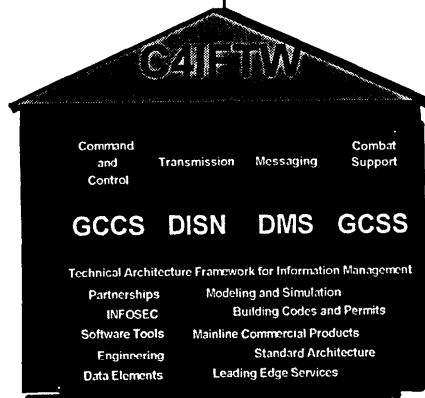 C4IFTW
Command and Control Transmission Messaging Combat Support
GCCS DISN DMS GCSS
Technical Architecture Framework for Information Management
Partnerships Modeling and Simulation
INFOSEC Building Codes and Permits
Software Tools Mainline Commercial Products
Engineering Standard Architecture
Data Elements Leading Edge Services